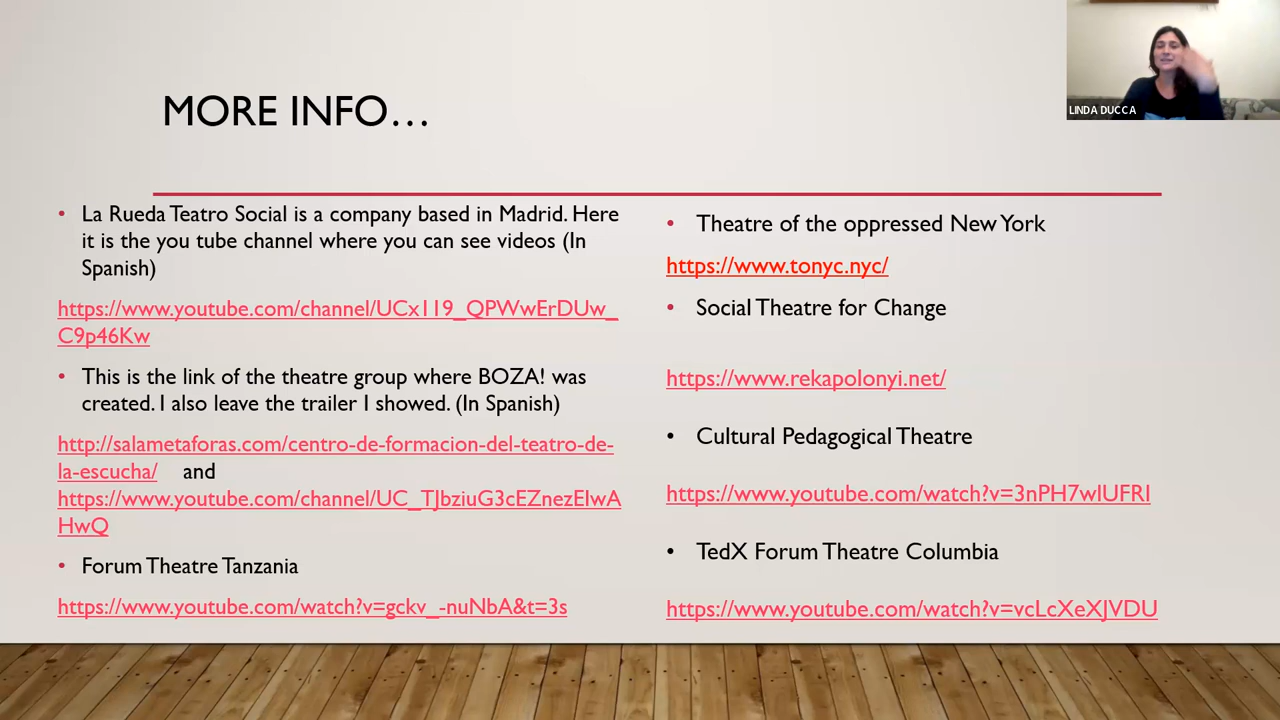 MORE INFO…
LINDA DUCCA
• La Rueda Teatro Social is a company based in Madrid. Here
it is the you tube channel where you can see videos (In
Spanish)
https://www.youtube.com/channel/UCx119_QPWwErDUw_
C9p46Kw
• This is the link of the theatre group where BOZA! was
created. I also leave the trailer I showed. (In Spanish)
http://salametaforas.com/centro-de-formacion-del-teatro-de-
la-escucha/ and
https://www.youtube.com/channel/UC_TJbziuG3cEZnezElwA
HwQ
• Forum Theatre Tanzania
https://www.youtube.com/watch?v=gckv_-nuNbA&t=3s
• Theatre of the oppressed New York
https://www.tonyc.nyc/
• Social Theatre for Change
https://www.rekapolonyi.net/
• Cultural Pedagogical Theatre
https://www.youtube.com/watch?v=3nPH7wlUFRI
• TedX Forum Theatre Columbia
https://www.youtube.com/watch?v=vcLcXeXJVDU